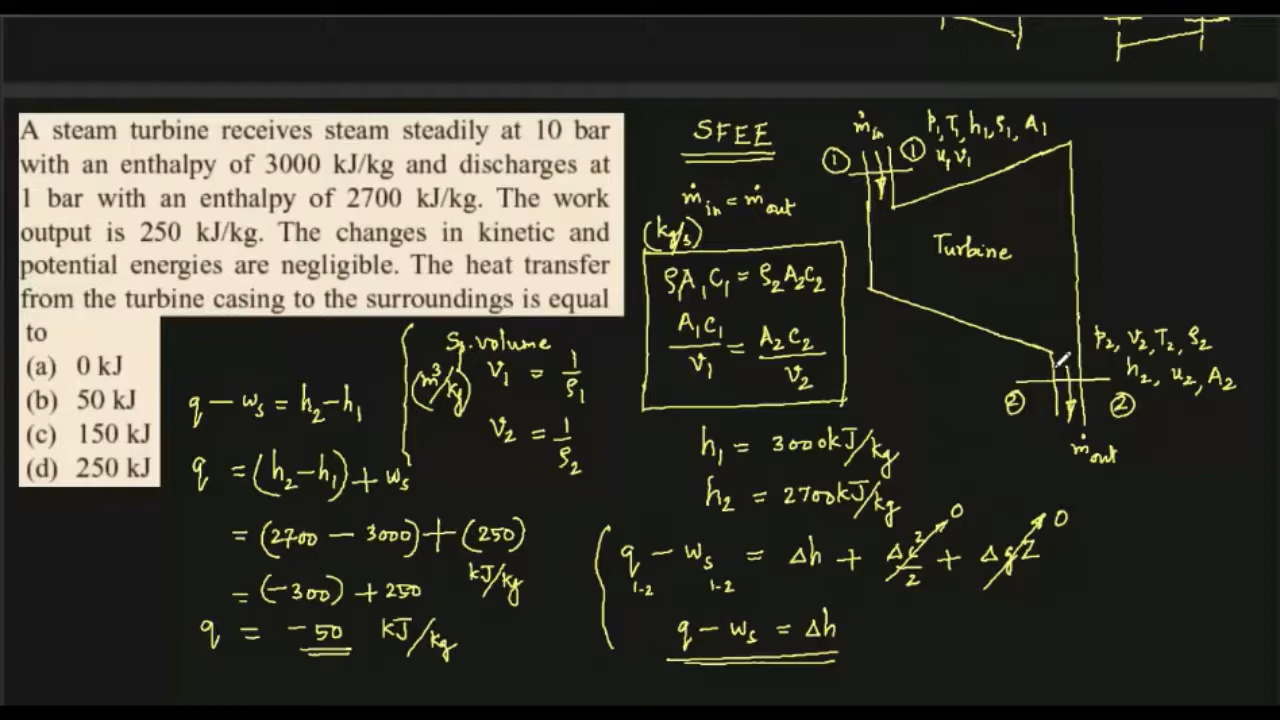 A steam turbine receives steam steadily at 10 bar
with an enthalpy of 3000 kJ/kg and discharges at
1 bar with an enthalpy of 2700 kJ/kg. The work
output is 250 kJ/kg. The changes in kinetic and
potential energies are negligible. The heat transfer
from the turbine casing to the surroundings is equal
to
(a) 0 kJ
(b) 50 kJ
(c) 150 kJ
(d) 250 kJ
q - ws = h2 - h1
q = (h2 - h1) + ws
= (2700 - 3000) + (250)
kJ/kg
= (-300) + 250
q = -50 kJ/kg
Sp. volume
(m³/kg) v1 = 1/ρ1
v2 = 1/ρ2
SFEE
ṁin = ṁout
(kg/s)
ρA1C1 = ρ2A2C2
A1C1/v1 = A2C2/v2
h1 = 3000kJ/kg
h2 = 2700kJ/kg
q1-2 - ws1-2 = Δh + ΔC²/2 + ΔgZ
0 0
q - ws = Δh
ṁin
p1, T1, h1, ρ1, A1
u1 v1
① ①
Turbine
p2, v2, T2, ρ2
h2, u2, A2
② ②
ṁout